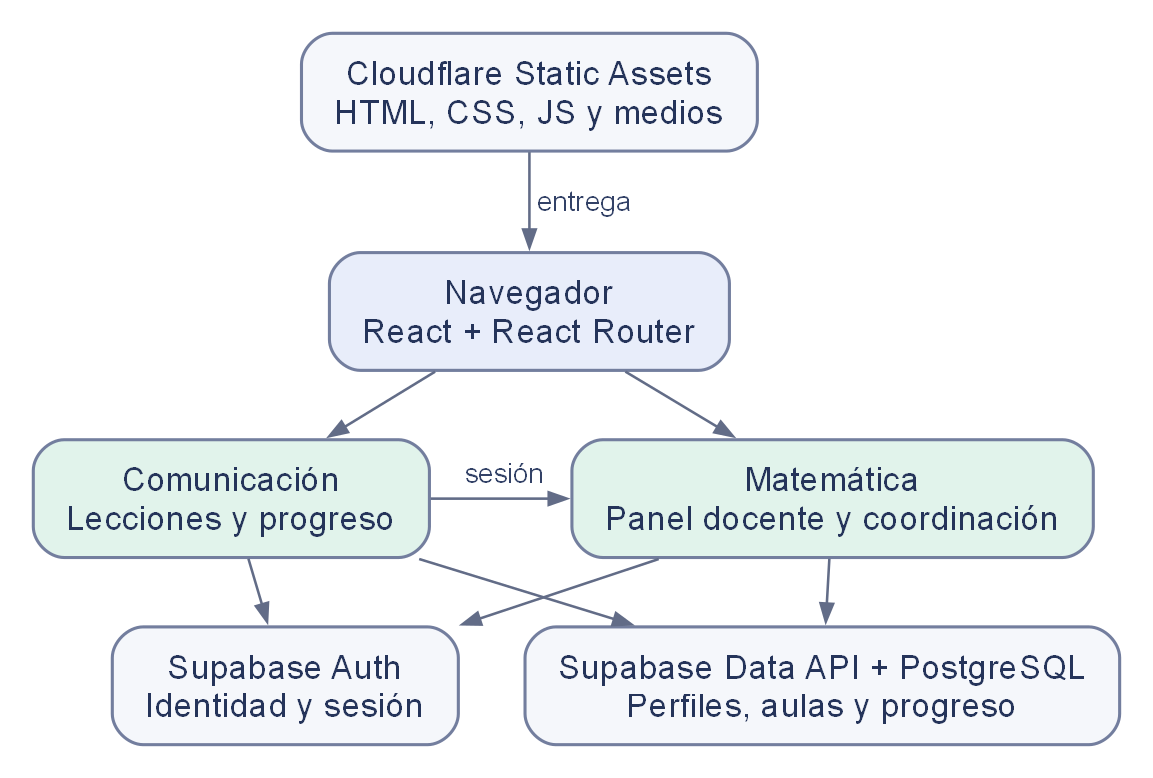 Cloudflare Static Assets
HTML, CSS, JS y medios
entrega
Navegador
React + React Router
Comunicación
Lecciones y progreso
sesión
Matemática
Panel docente y coordinación
Supabase Auth
Identidad y sesión
Supabase Data API + PostgreSQL
Perfiles, aulas y progreso